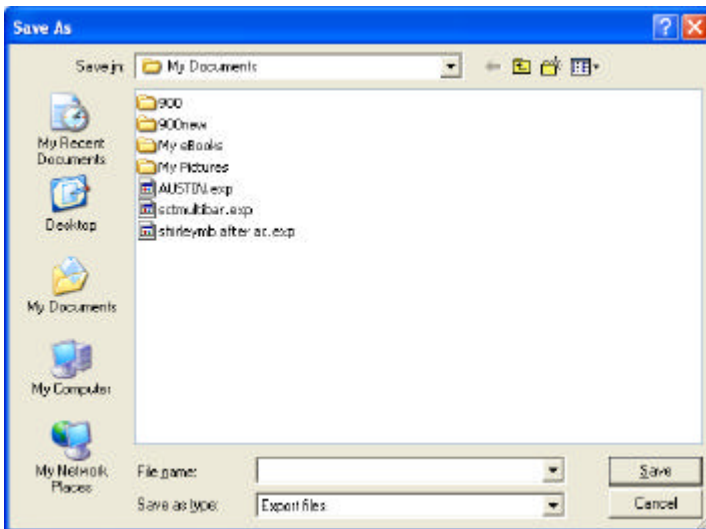 Save As
Save in:
My Documents
My Recent
Documents
Desktop
My Documents
My Computer
My Network
Places
900
900new
My eBooks
My Pictures
AUSTIN.exp
sctmultibar.exp
shirleymb after ac.exp
File name:
Save
Save as type:
Export files
Cancel